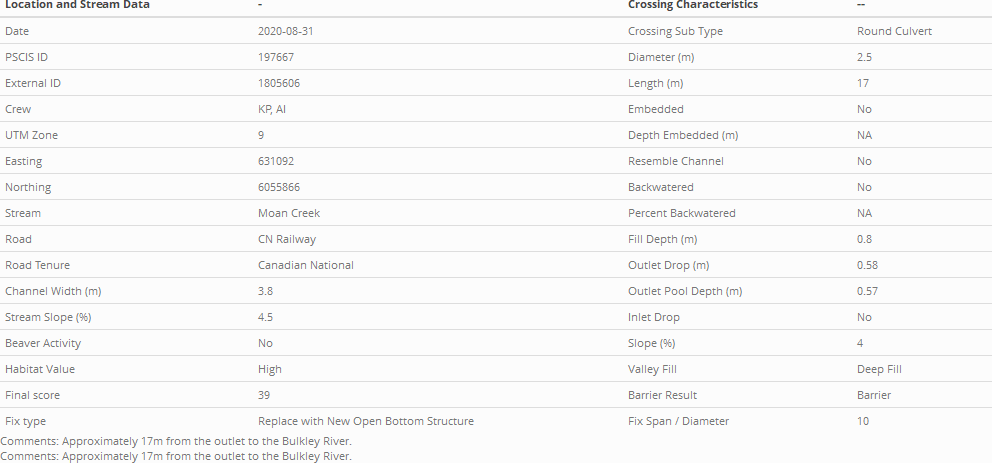 Location and Stream Data - Crossing Characteristics --
Date 2020-08-31 Crossing Sub Type Round Culvert
PSCIS ID 197667 Diameter (m) 2.5
External ID 1805606 Length (m) 17
Crew KP, AI Embedded No
UTM Zone 9 Depth Embedded (m) NA
Easting 631092 Resemble Channel No
Northing 6055866 Backwatered No
Stream Moan Creek Percent Backwatered NA
Road CN Railway Fill Depth (m) 0.8
Road Tenure Canadian National Outlet Drop (m) 0.58
Channel Width (m) 3.8 Outlet Pool Depth (m) 0.57
Stream Slope (%) 4.5 Inlet Drop No
Beaver Activity No Slope (%) 4
Habitat Value High Valley Fill Deep Fill
Final score 39 Barrier Result Barrier
Fix type Replace with New Open Bottom Structure Fix Span / Diameter 10
Comments: Approximately 17m from the outlet to the Bulkley River.
Comments: Approximately 17m from the outlet to the Bulkley River.